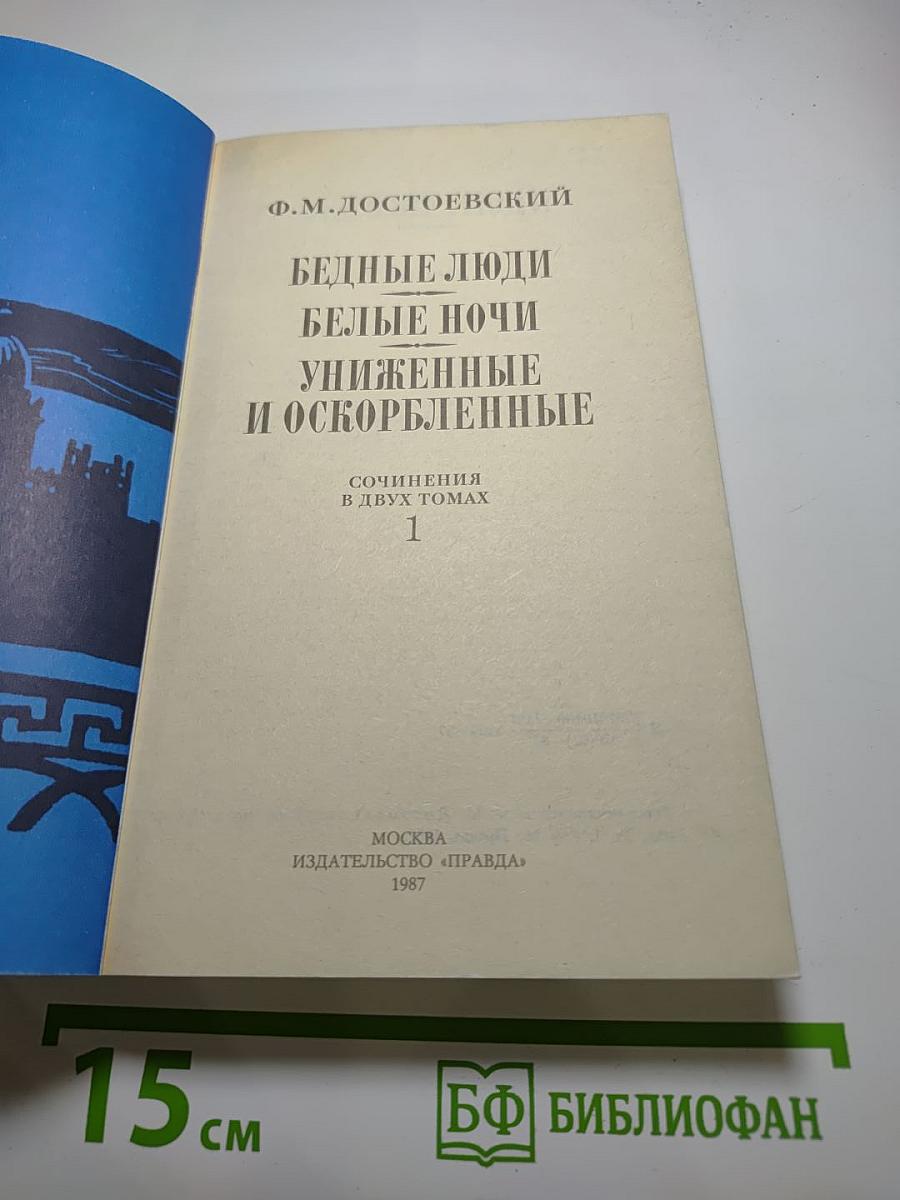 Ф.М.ДОСТОЕВСКИЙ
БЕДНЫЕ ЛЮДИ
БЕЛЫЕ НОЧИ
УНИЖЕННЫЕ
И ОСКОРБЛЕННЫЕ
СОЧИНЕНИЯ
В ДВУХ ТОМАХ
1
МОСКВА
ИЗДАТЕЛЬСТВО «ПРАВДА»
1987
15 см
БФ БИБЛИОФАН